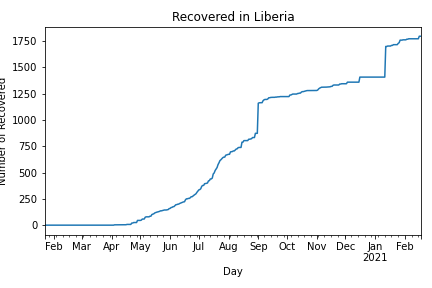 Recovered in Liberia
Number of Recovered
1750
1500
1250
1000
750
500
250
0
Feb Mar Apr May Jun Jul Aug Sep Oct Nov Dec Jan Feb
2021
Day